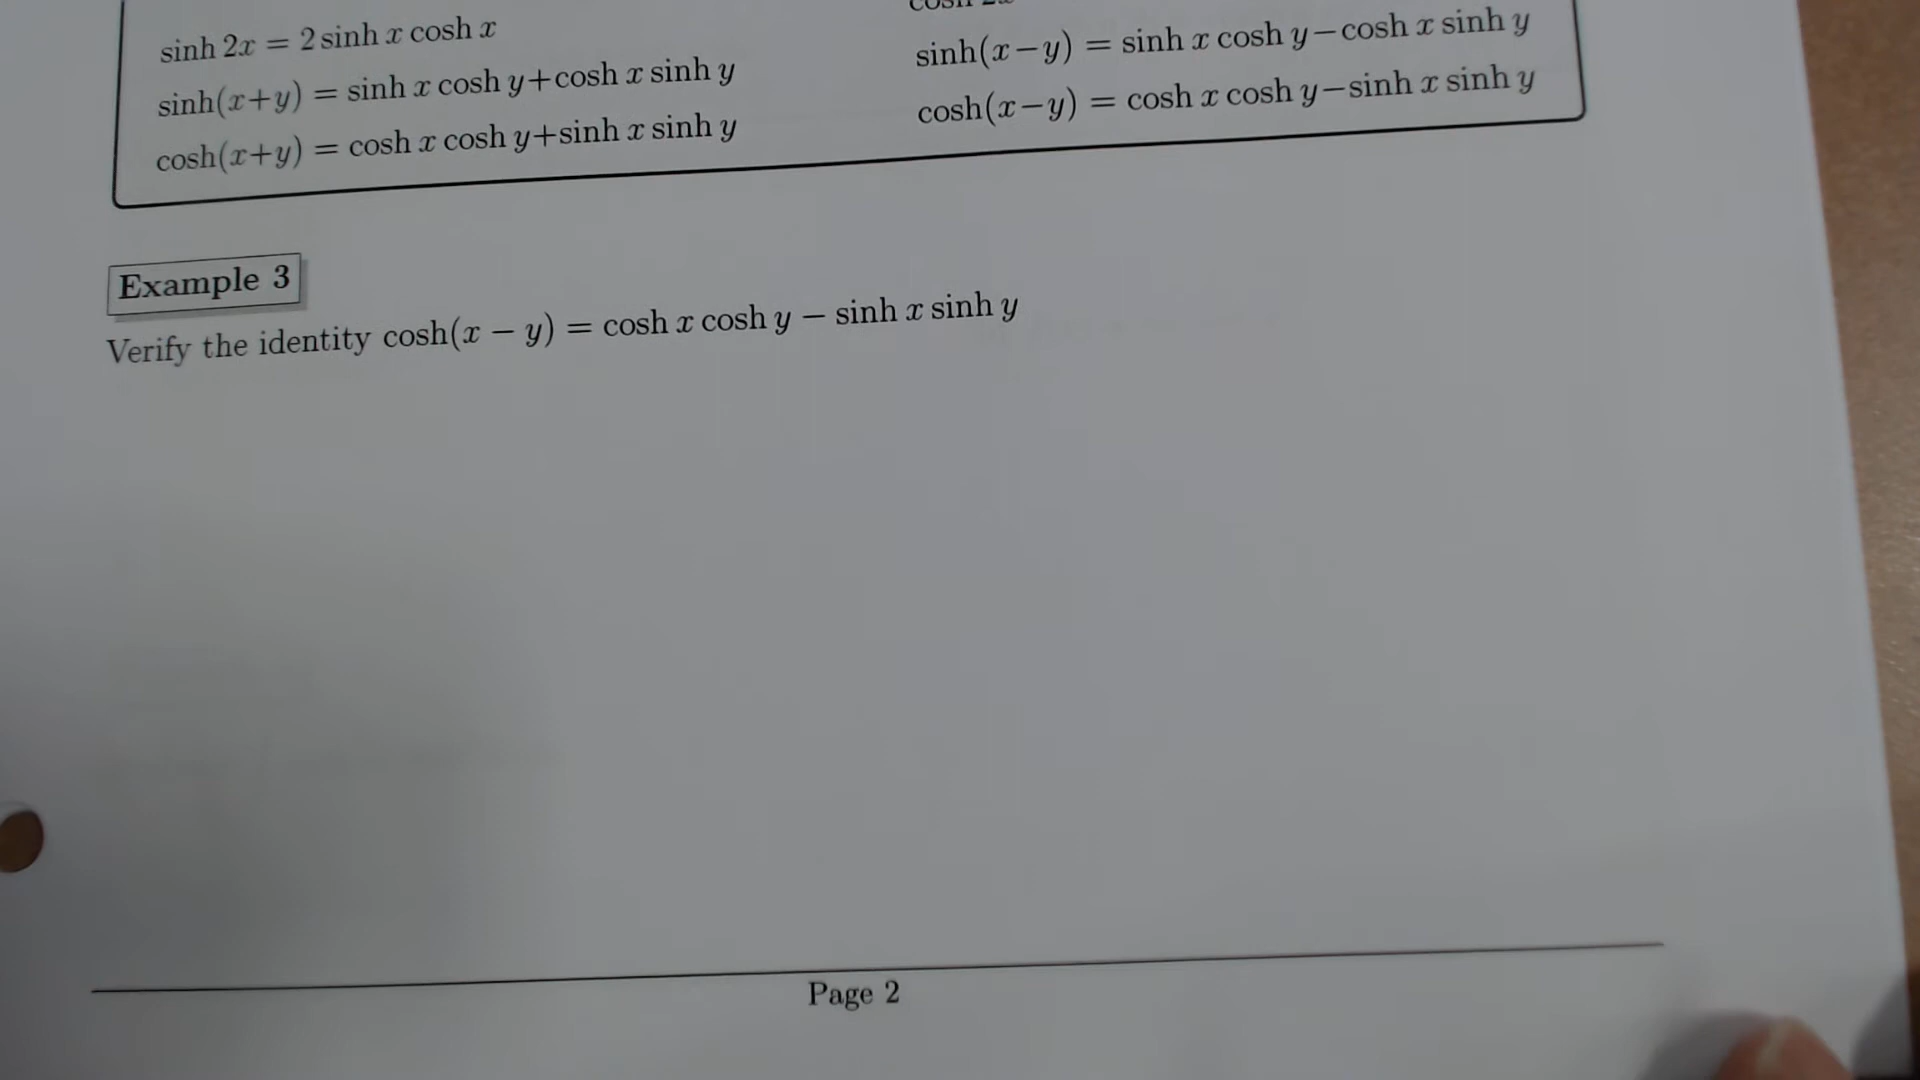 sinh 2x = 2 sinh x cosh x
sinh(x+y) = sinh x cosh y+cosh x sinh y
cosh(x+y) = cosh x cosh y+sinh x sinh y
sinh(x−y) = sinh x cosh y−cosh x sinh y
cosh(x−y) = cosh x cosh y−sinh x sinh y
Example 3
Verify the identity cosh(x − y) = cosh x cosh y − sinh x sinh y
Page 2